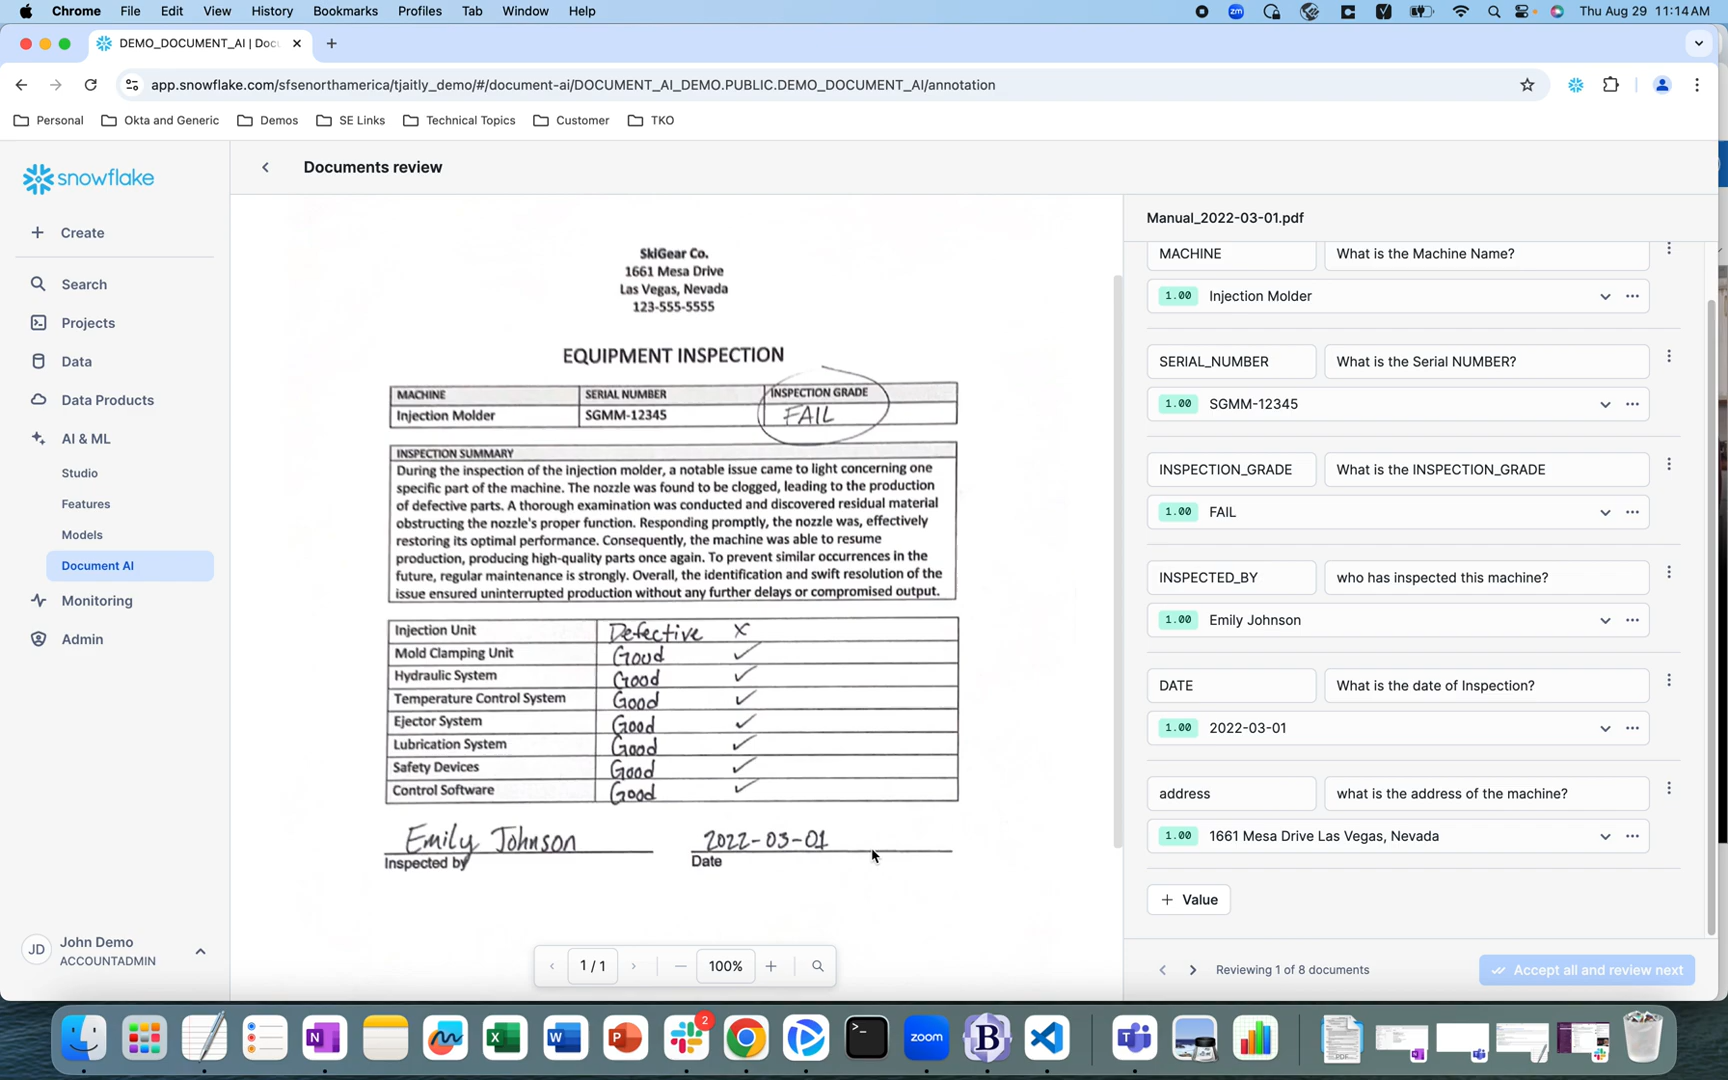 Chrome File Edit View History Bookmarks Profiles Tab Window Help zm Thu Aug 29 11:14 AM
DEMO_DOCUMENT_AI | Doc
app.snowflake.com/sfsenorthamerica/tjaitly_demo/#/document-ai/DOCUMENT_AI_DEMO.PUBLIC.DEMO_DOCUMENT_AI/annotation
Personal Okta and Generic Demos SE Links Technical Topics Customer TKO
snowflake
Create
Search
Projects
Data
Data Products
AI & ML
Studio
Features
Models
Document AI
Monitoring
Admin
JD John Demo
ACCOUNTADMIN
Documents review
SkiGear Co.
1661 Mesa Drive
Las Vegas, Nevada
123-555-5555
EQUIPMENT INSPECTION
MACHINE SERIAL NUMBER INSPECTION GRADE
Injection Molder SGMM-12345 FAIL
INSPECTION SUMMARY
During the inspection of the injection molder, a notable issue came to light concerning one
specific part of the machine. The nozzle was found to be clogged, leading to the production
of defective parts. A thorough examination was conducted and discovered residual material
obstructing the nozzle's proper function. Responding promptly, the nozzle was, effectively
restoring its optimal performance. Consequently, the machine was able to resume
production, producing high-quality parts once again. To prevent similar occurrences in the
future, regular maintenance is strongly. Overall, the identification and swift resolution of the
issue ensured uninterrupted production without any further delays or compromised output.
Injection Unit Defective X
Mold Clamping Unit Good ✓
Hydraulic System Good ✓
Temperature Control System Good ✓
Ejector System Good ✓
Lubrication System Good ✓
Safety Devices Good ✓
Control Software Good ✓
Emily Johnson 2022-03-01
Inspected by Date
1/1 100%
Manual_2022-03-01.pdf
MACHINE What is the Machine Name?
1.00 Injection Molder
SERIAL_NUMBER What is the Serial NUMBER?
1.00 SGMM-12345
INSPECTION_GRADE What is the INSPECTION_GRADE
1.00 FAIL
INSPECTED_BY who has inspected this machine?
1.00 Emily Johnson
DATE What is the date of Inspection?
1.00 2022-03-01
address what is the address of the machine?
1.00 1661 Mesa Drive Las Vegas, Nevada
+ Value
Reviewing 1 of 8 documents Accept all and review next
2
zoom